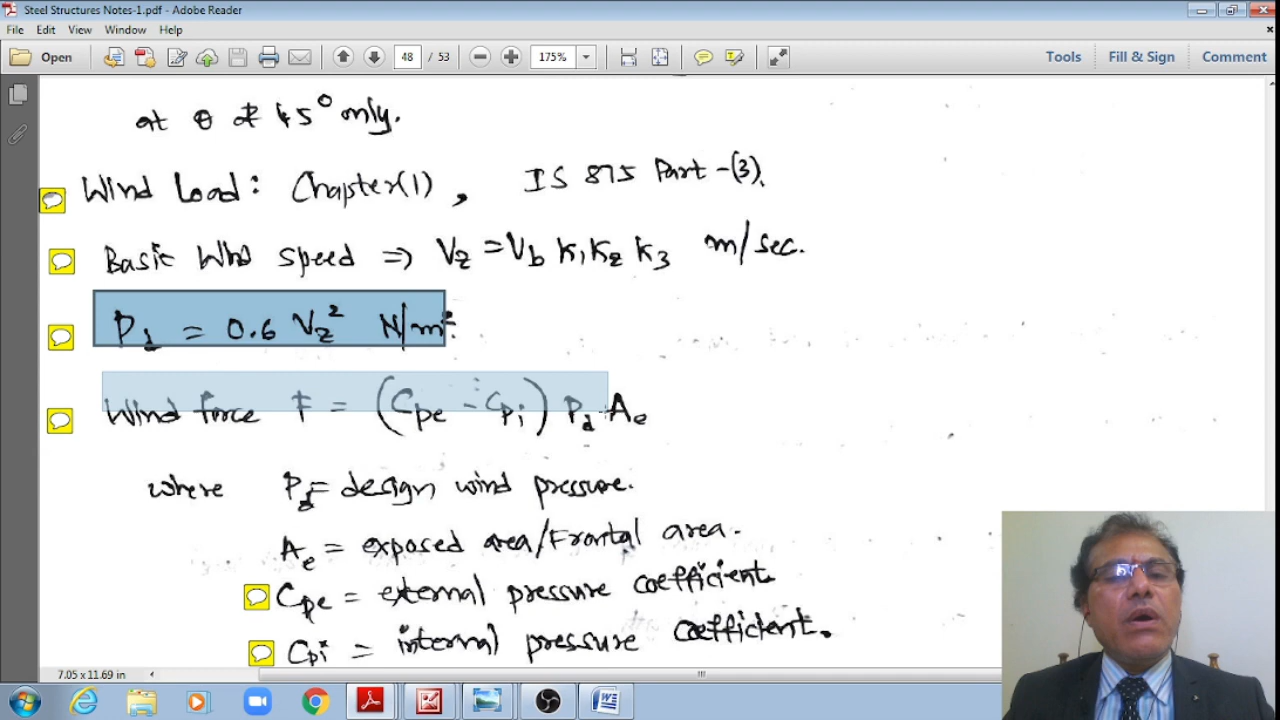 Steel Structures Notes-1.pdf - Adobe Reader
File Edit View Window Help
Open 48 / 53 175% Tools Fill & Sign Comment
at θ ≠ 45° only.
Wind Load: Chapter(1), IS 875 Part-(3).
Basic Wind speed ⇒ Vz = Vb K1 K2 K3 m/sec.
Pd = 0.6 Vz² N/m².
Wind force F = (Cpe - Cpi) Pd Ae
where Pd = design wind pressure.
Ae = exposed area/Frontal area.
Cpe = external pressure coefficient
Cpi = internal pressure coefficient.
7.05 x 11.69 in